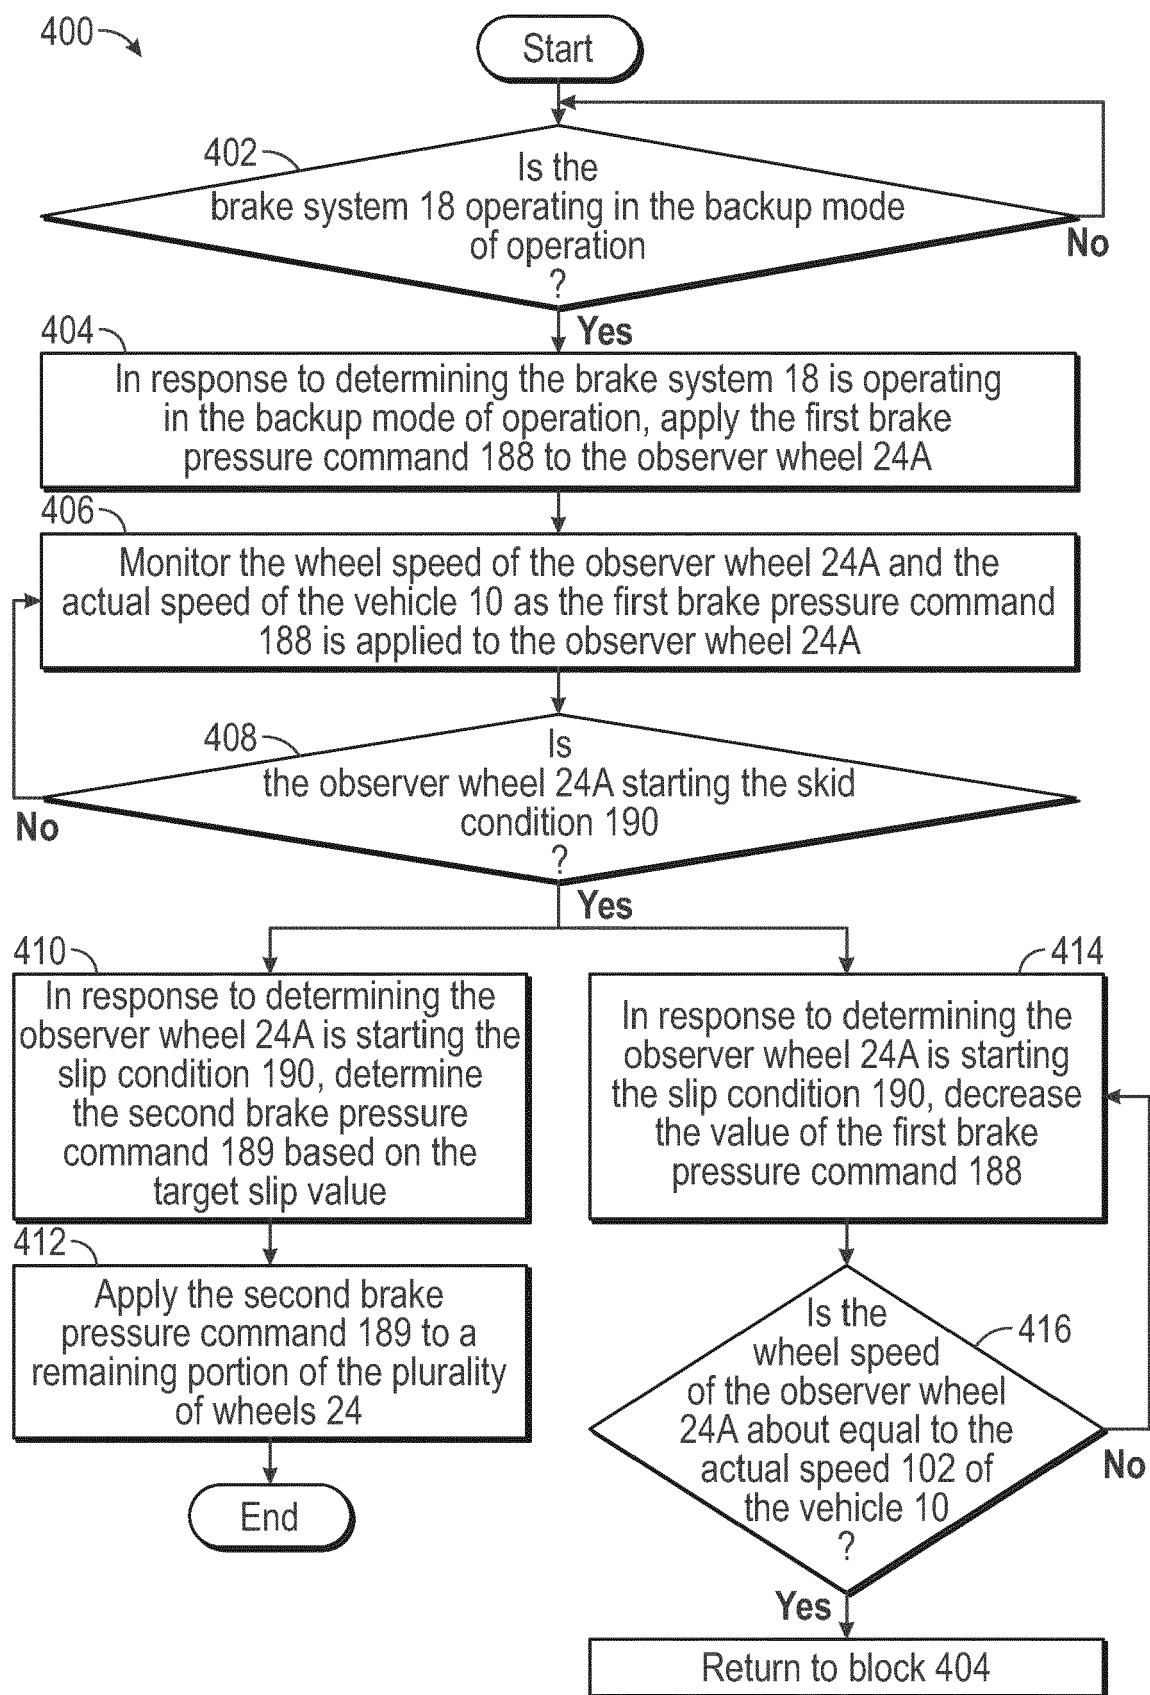 400
Start
402
Is the
brake system 18 operating in the backup mode
of operation
?
No
Yes
404
In response to determining the brake system 18 is operating
in the backup mode of operation, apply the first brake
pressure command 188 to the observer wheel 24A
406
Monitor the wheel speed of the observer wheel 24A and the
actual speed of the vehicle 10 as the first brake pressure command
188 is applied to the observer wheel 24A
408
Is
the observer wheel 24A starting the skid
condition 190
?
No
Yes
410
In response to determining the
observer wheel 24A is starting the
slip condition 190, determine
the second brake pressure
command 189 based on the
target slip value
412
Apply the second brake
pressure command 189 to a
remaining portion of the plurality
of wheels 24
End
414
In response to determining the
observer wheel 24A is starting
the slip condition 190, decrease
the value of the first brake
pressure command 188
416
Is the
wheel speed
of the observer wheel
24A about equal to the
actual speed 102 of
the vehicle 10
?
No
Yes
Return to block 404